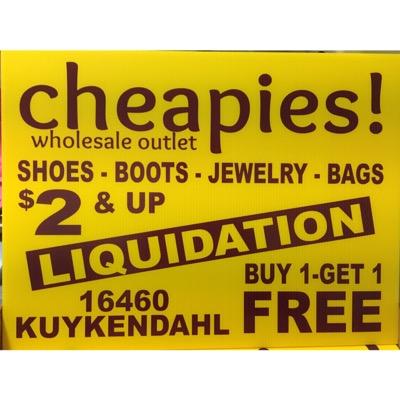 cheapies!
wholesale outlet
SHOES - BOOTS - JEWELRY - BAGS
$2 & UP
LIQUIDATION
BUY 1-GET 1
FREE
16460
KUYKENDAHL